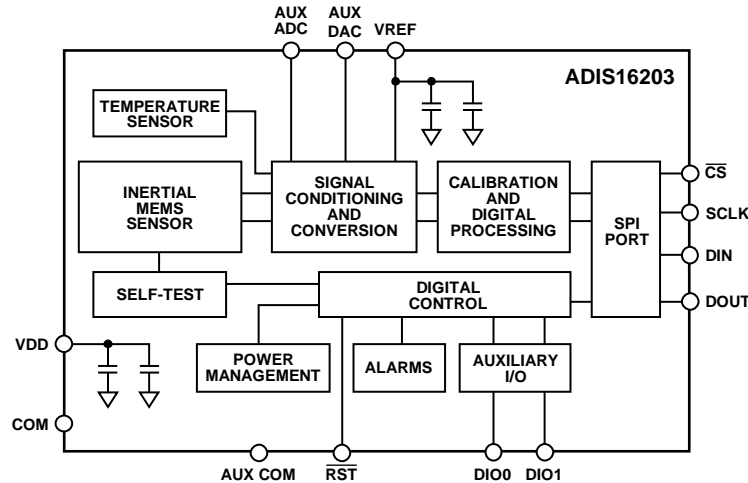 AUX
ADC
AUX
DAC
VREF
ADIS16203
TEMPERATURE
SENSOR
INERTIAL
MEMS
SENSOR
SIGNAL
CONDITIONING
AND
CONVERSION
CALIBRATION
AND
DIGITAL
PROCESSING
SPI
PORT
C̅S̅
SCLK
DIN
DOUT
SELF-TEST
DIGITAL
CONTROL
VDD
POWER
MANAGEMENT
ALARMS
AUXILIARY
I/O
COM
AUX COM
R̅S̅T̅
DIO0
DIO1